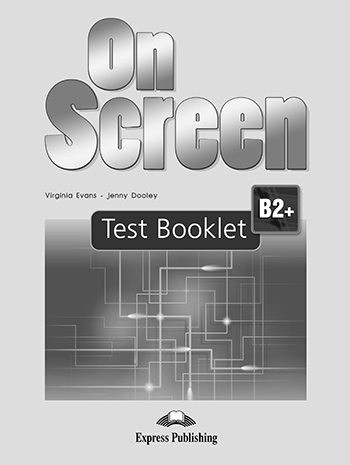 On
Screen
Virginia Evans - Jenny Dooley
B2+
Test Booklet
Express Publishing